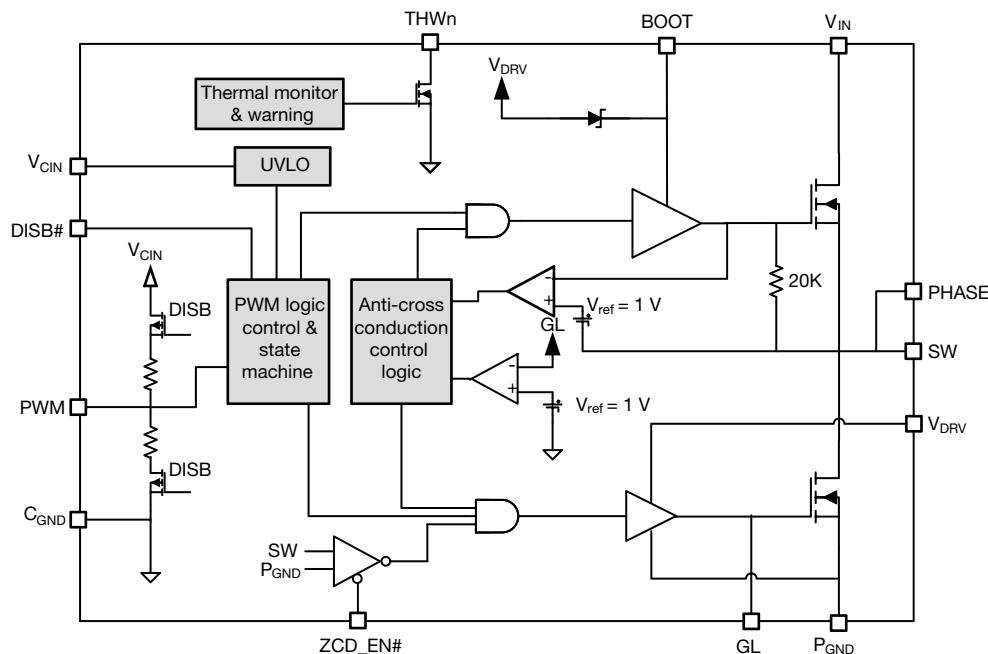 THWn
BOOT
VIN
VDRV
Thermal monitor
& warning
VCIN
UVLO
DISB#
VCIN
DISB
PWM logic
control &
state
machine
Anti-cross
conduction
control
logic
-
+
Vref = 1 V
GL
20K
PHASE
SW
-
+
Vref = 1 V
PWM
VDRV
DISB
CGND
SW
PGND
ZCD_EN#
GL
PGND